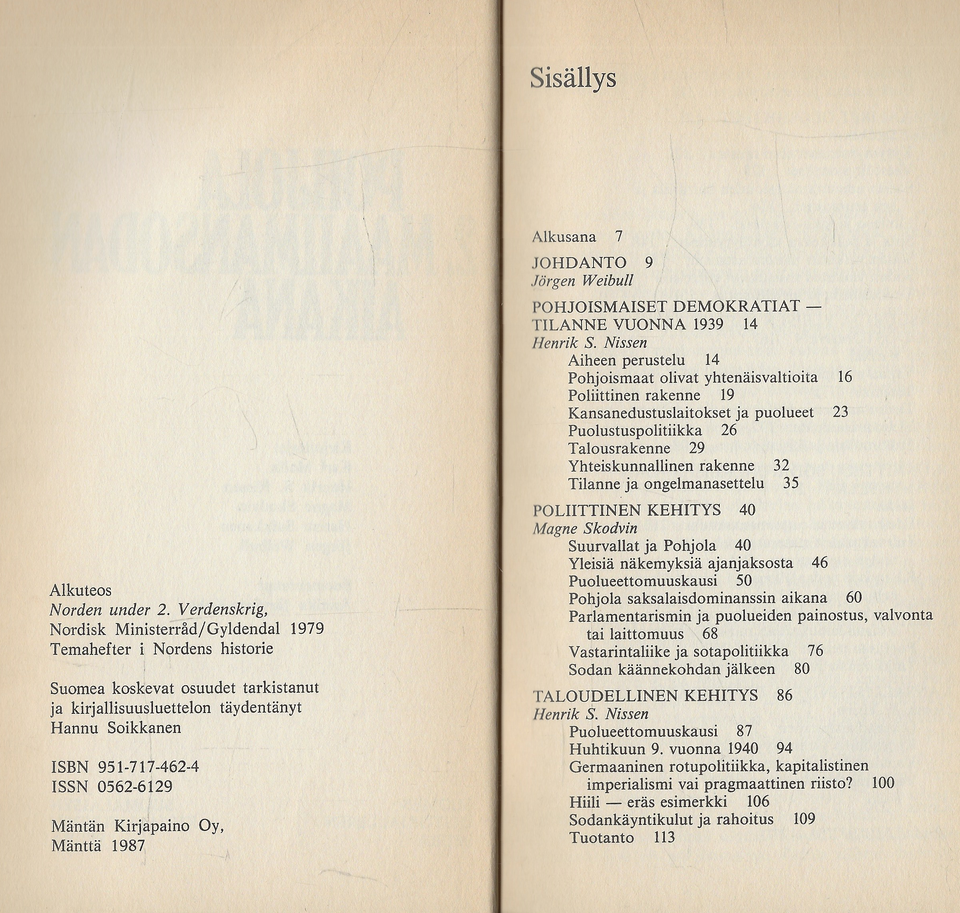 Alkuteos
Norden under 2. Verdenskrig,
Nordisk Ministerråd/Gyldendal 1979
Temahefter i Nordens historie
Suomea koskevat osuudet tarkistanut
ja kirjallisuusluettelon täydentänyt
Hannu Soikkanen
ISBN 951-717-462-4
ISSN 0562-6129
Mäntän Kirjapaino Oy,
Mänttä 1987
Sisällys
Alkusana 7
JOHDANTO 9
Jörgen Weibull
POHJOISMAISET DEMOKRATIAT —
TILANNE VUONNA 1939 14
Henrik S. Nissen
Aiheen perustelu 14
Pohjoismaat olivat yhtenäisvaltioita 16
Poliittinen rakenne 19
Kansanedustuslaitokset ja puolueet 23
Puolustuspolitiikka 26
Talousrakenne 29
Yhteiskunnallinen rakenne 32
Tilanne ja ongelmanasettelu 35
POLIITTINEN KEHITYS 40
Magne Skodvin
Suurvallat ja Pohjola 40
Yleisiä näkemyksiä ajanjaksosta 46
Puolueettomuuskausi 50
Pohjola saksalaisdominanssin aikana 60
Parlamentarismin ja puolueiden painostus, valvonta
tai laittomuus 68
Vastarintaliike ja sotapolitiikka 76
Sodan käännekohdan jälkeen 80
TALOUDELLINEN KEHITYS 86
Henrik S. Nissen
Puolueettomuuskausi 87
Huhtikuun 9. vuonna 1940 94
Germaaninen rotupolitiikka, kapitalistinen
imperialismi vai pragmaattinen riisto? 100
Hiili — eräs esimerkki 106
Sodankäyntikulut ja rahoitus 109
Tuotanto 113